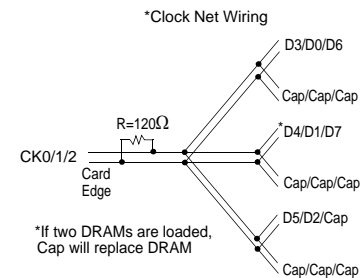 *Clock Net Wiring
D3/D0/D6
Cap/Cap/Cap
R=120Ω
*D4/D1/D7
CK0/1/2
Card
Edge
Cap/Cap/Cap
*If two DRAMs are loaded,
Cap will replace DRAM
D5/D2/Cap
Cap/Cap/Cap